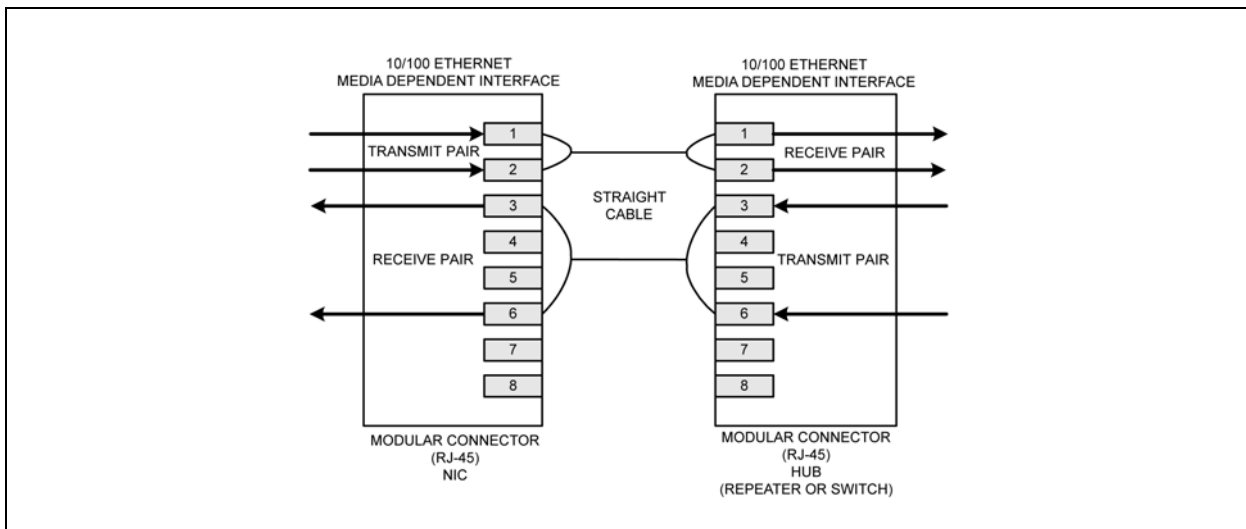 10/100 ETHERNET
MEDIA DEPENDENT INTERFACE
1
TRANSMIT PAIR
2
3
4
RECEIVE PAIR
5
6
7
8
MODULAR CONNECTOR
(RJ-45)
NIC
STRAIGHT
CABLE
10/100 ETHERNET
MEDIA DEPENDENT INTERFACE
1
RECEIVE PAIR
2
3
4
TRANSMIT PAIR
5
6
7
8
MODULAR CONNECTOR
(RJ-45)
HUB
(REPEATER OR SWITCH)